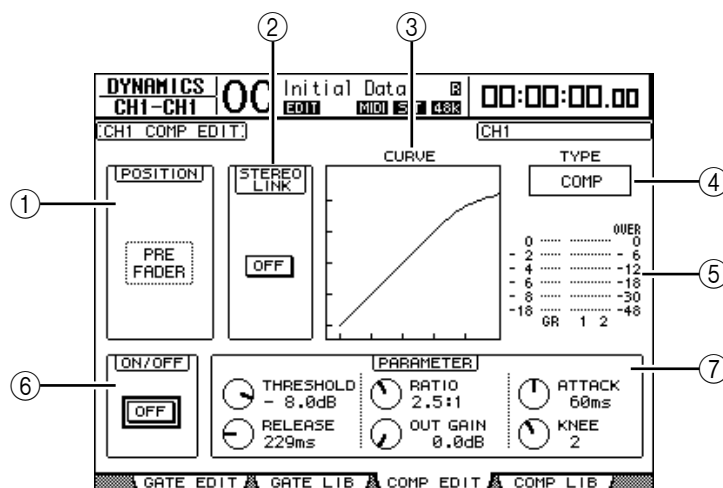 ② ③
DYNAMICS
CH1-CH1
00
Initial Data
EDIT MIDI 48k
00:00:00.00
CH1 COMP EDIT
CH1
① POSITION
PRE
FADER
STEREO
LINK
OFF
CURVE
TYPE
COMP ④
OVER
0 0
- 2 - 6
- 4 -12 ⑤
- 6 -18
- 8 -30
-18 -48
GR 1 2
⑥ ON/OFF
OFF
PARAMETER ⑦
THRESHOLD
- 8.0dB
RATIO
2.5:1
ATTACK
60ms
RELEASE
229ms
OUT GAIN
0.0dB
KNEE
2
GATE EDIT GATE LIB COMP EDIT COMP LIB